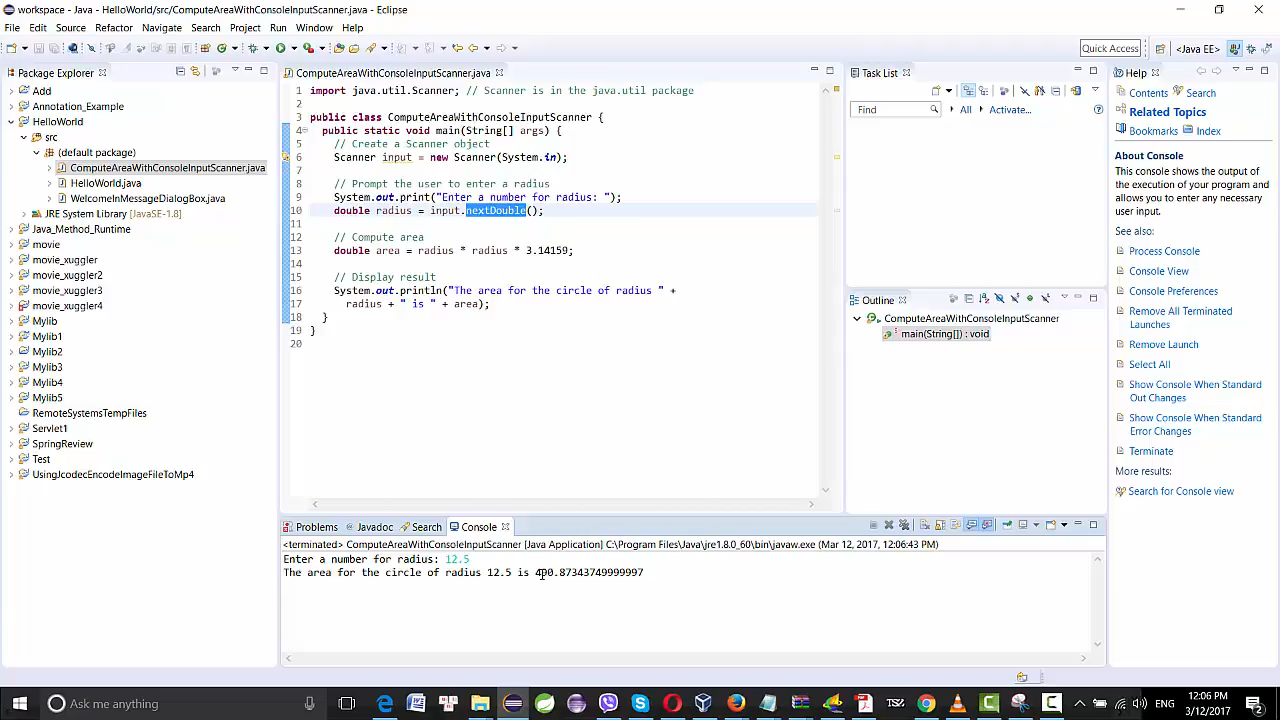 workspace - Java EE - HelloWorld/src/ComputeAreaWithConsoleInputScanner.java - Eclipse
File Edit Source Refactor Navigate Search Project Run Window Help
Quick Access
<Java EE>
Package Explorer
Add
Annotation_Example
HelloWorld
src
(default package)
ComputeAreaWithConsoleInputScanner.java
HelloWorld.java
WelcomeInMessageDialogBox.java
JRE System Library [JavaSE-1.8]
Java_Method_Runtime
movie
movie_xuggler
movie_xuggler2
movie_xuggler3
movie_xuggler4
Mylib
Mylib1
Mylib2
Mylib3
Mylib4
Mylib5
RemoteSystemsTempFiles
Servlet1
SpringReview
Test
UsingJcodecEncodeImageFileToMp4
ComputeAreaWithConsoleInputScanner.java
1 import java.util.Scanner; // Scanner is in the java.util package
2
3 public class ComputeAreaWithConsoleInputScanner {
4 public static void main(String[] args) {
5 // Create a Scanner object
6 Scanner input = new Scanner(System.in);
7
8 // Prompt the user to enter a radius
9 System.out.print("Enter a number for radius: ");
10 double radius = input.nextDouble();
11
12 // Compute area
13 double area = radius * radius * 3.14159;
14
15 // Display result
16 System.out.println("The area for the circle of radius " +
17 radius + " is " + area);
18 }
19 }
20
Task List
Find
All
Activate...
Outline
ComputeAreaWithConsoleInputScanner
main(String[]) : void
Help
Contents Search
Related Topics
Bookmarks Index
About Console
This console shows the
output of the execution of
your program and
allows you to enter any necessary
user input.
See also:
Process Console
Console View
Console Preferences
Remove All Terminated
Launches
Remove Launch
Select All
Show Console When Standard
Out Changes
Show Console When Standard
Error Changes
Terminate
More results:
Search for Console view
Problems Javadoc Search Console
<terminated> ComputeAreaWithConsoleInputScanner [Java Application] C:\Program Files\Java\jre1.8.0_60\bin\javaw.exe (Mar 12, 2017, 12:06:43 PM)
Enter a number for radius: 12.5
The area for the circle of radius 12.5 is 490.87343749999997
Ask me anything
12:06 PM
3/12/2017